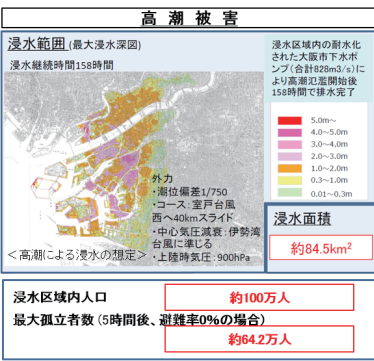 高潮被害
浸水範囲 (最大浸水深図)
浸水継続時間158時間
浸水区域内の耐水化
された大阪市下水ポ
ンプ(合計828m3/s)に
より高潮氾濫開始後
158時間で排水完了
5.0m~
4.0~5.0m
3.0~4.0m
2.0~3.0m
1.0~2.0m
0.3~1.0m
0.01~0.3m
外力
・潮位偏差1/750
・コース:室戸台風
西へ40kmスライド
・中心気圧減衰:伊勢湾
台風に準じる
・上陸時気圧:900hPa
<高潮による浸水の想定>
浸水面積
約84.5km²
浸水区域内人口
約100万人
最大孤立者数(5時間後、避難率0%の場合)
約64.2万人